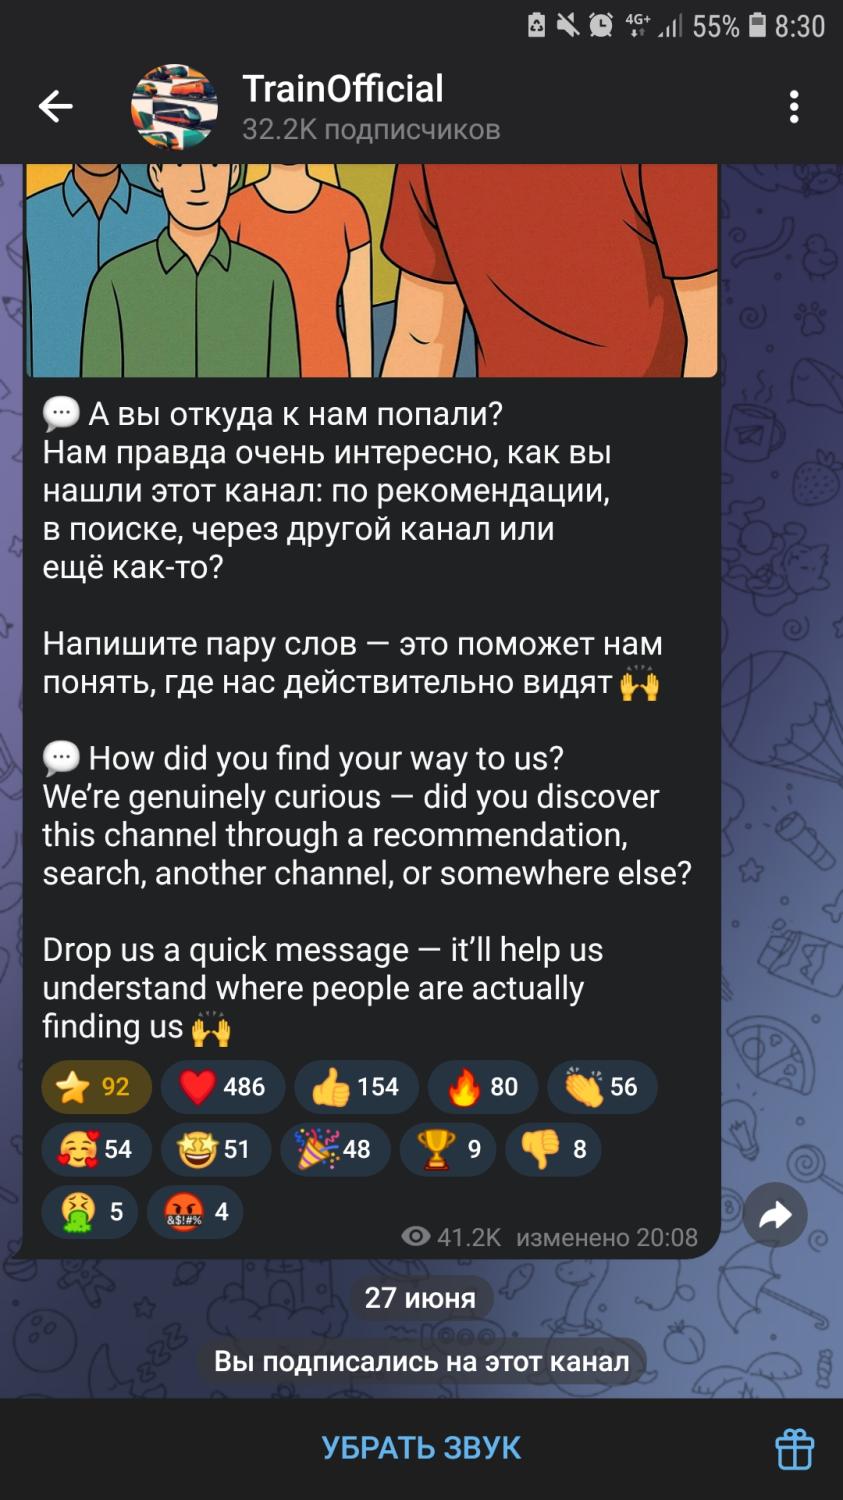 4G+ 55% 8:30
TrainOfficial
32.2K подписчиков
💬 А вы откуда к нам попали?
Нам правда очень интересно, как вы
нашли этот канал: по рекомендации,
в поиске, через другой канал или
ещё как-то?
Напишите пару слов — это поможет нам
понять, где нас действительно видят 🙌
💬 How did you find your way to us?
We’re genuinely curious — did you discover
this channel through a recommendation,
search, another channel, or somewhere else?
Drop us a quick message — it’ll help us
understand where people are actually
finding us 🙌
⭐ 92 ❤ 486 👍 154 🔥 80 👏 56
🥰 54 🤩 51 🎉 48 🏆 9 👎 8
🤮 5 🤬 4
41.2K изменено 20:08
27 июня
Вы подписались на этот канал
УБРАТЬ ЗВУК